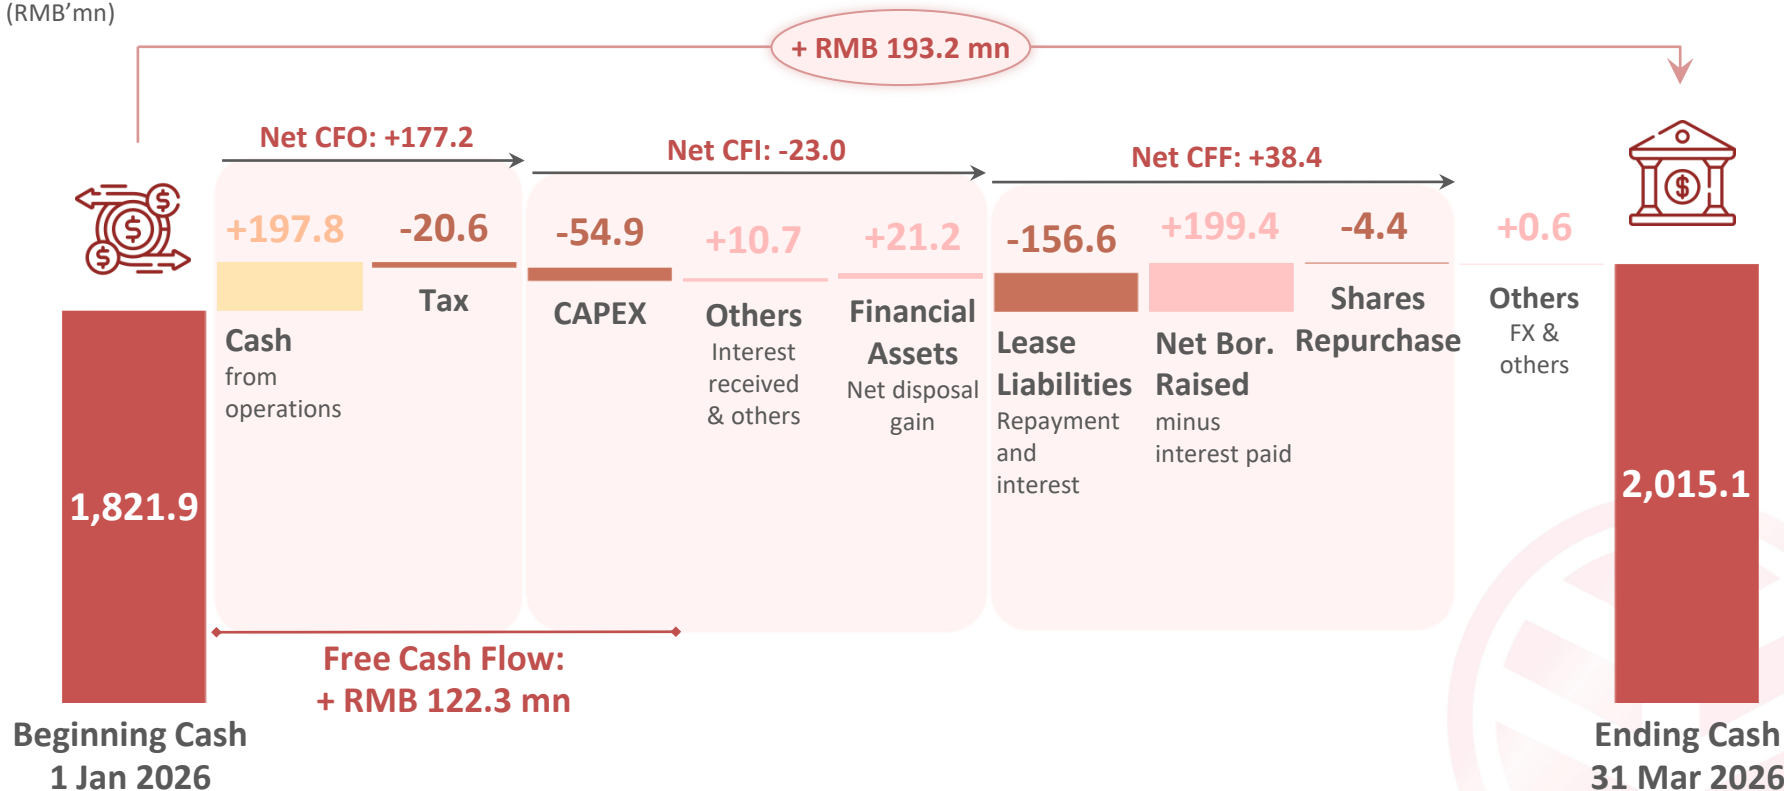 (RMB'mn)
+ RMB 193.2 mn
Net CFO: +177.2
Net CFI: -23.0
Net CFF: +38.4
+197.8
Cash
from
operations
-20.6
Tax
-54.9
CAPEX
+10.7
Others
Interest
received
& others
+21.2
Financial
Assets
Net disposal
gain
-156.6
Lease
Liabilities
Repayment
and
interest
+199.4
Net Bor.
Raised
minus
interest paid
-4.4
Shares
Repurchase
+0.6
Others
FX &
others
1,821.9
2,015.1
Free Cash Flow:
+ RMB 122.3 mn
Beginning Cash
1 Jan 2026
Ending Cash
31 Mar 2026